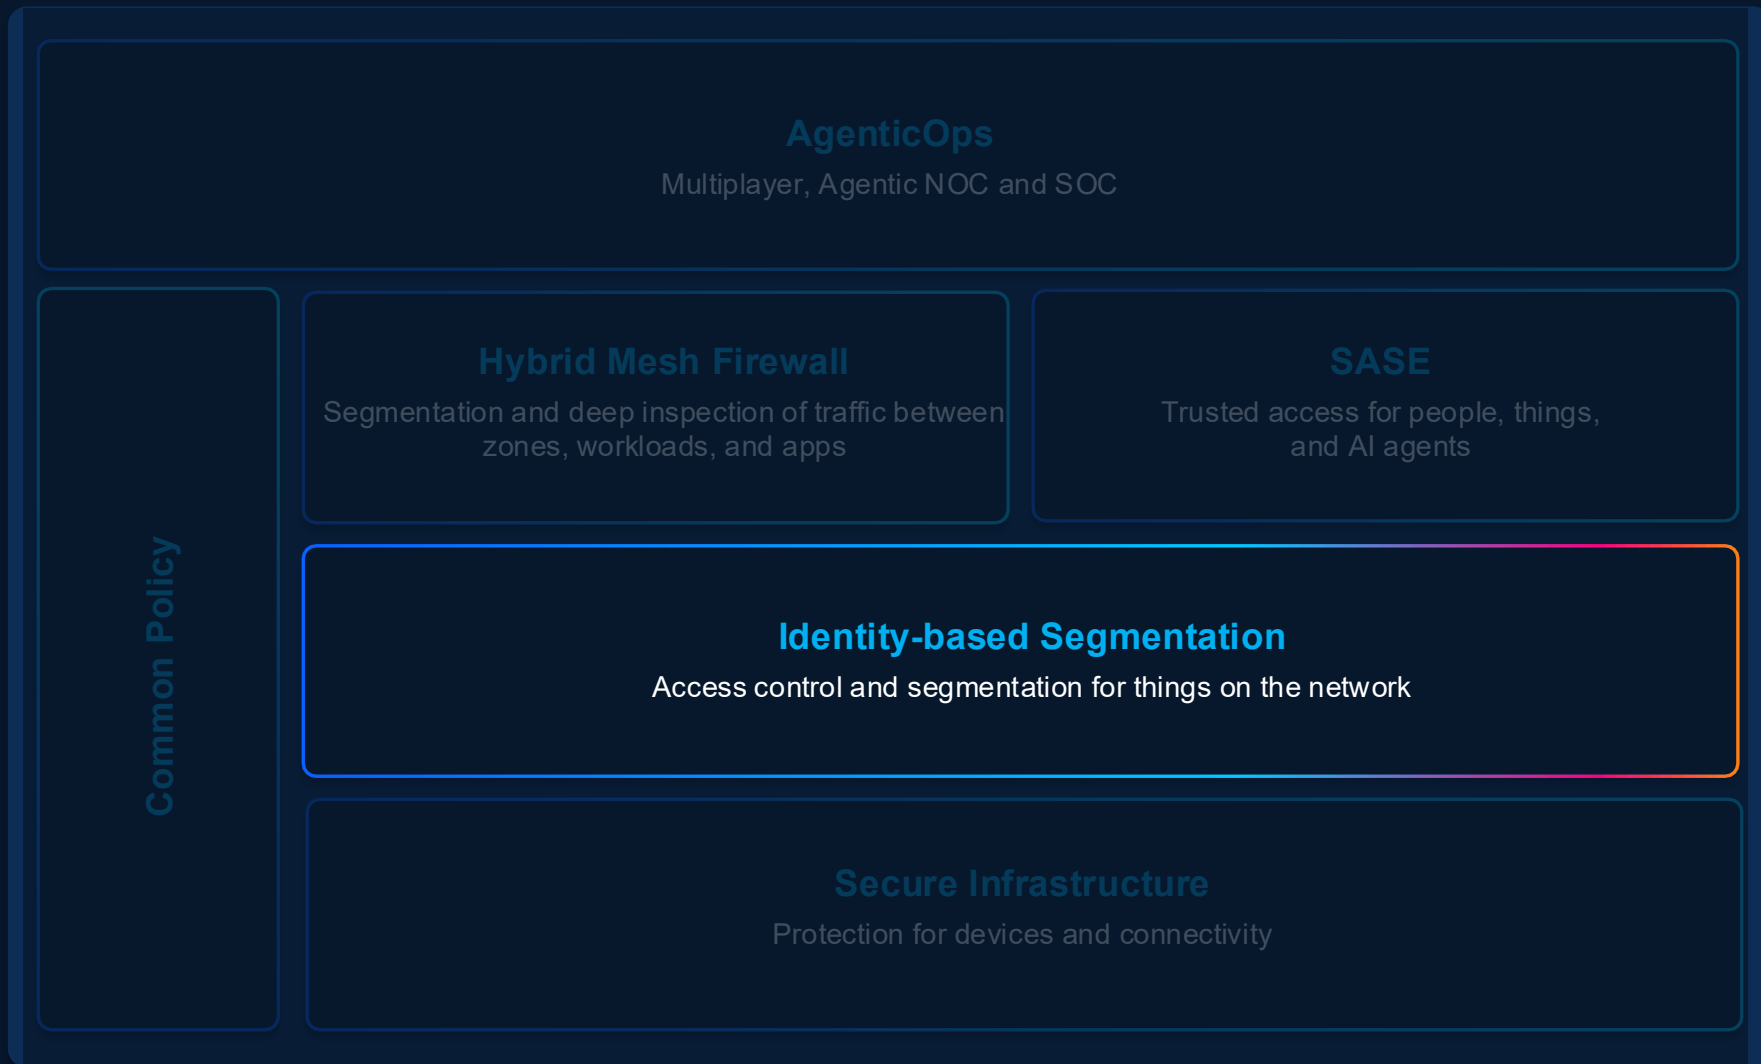 AgenticOps
Multiplayer, Agentic NOC and SOC
Common Policy
Hybrid Mesh Firewall
Segmentation and deep inspection of traffic between
zones, workloads, and apps
SASE
Trusted access for people, things,
and AI agents
Identity-based Segmentation
Access control and segmentation for things on the network
Secure Infrastructure
Protection for devices and connectivity